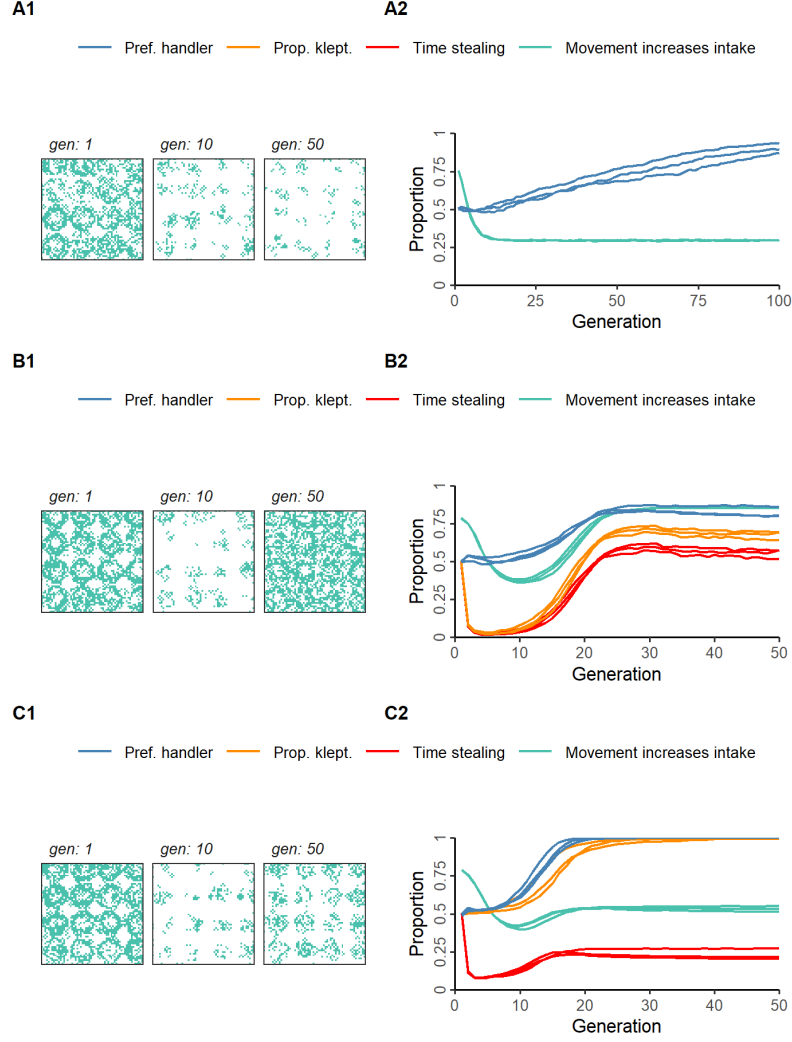 A1 A2
Pref. handler Prop. klept. Time stealing Movement increases intake
gen: 1 gen: 10 gen: 50
Proportion
0 0.25 0.5 0.75 1
0 25 50 75 100
Generation
B1 B2
Pref. handler Prop. klept. Time stealing Movement increases intake
gen: 1 gen: 10 gen: 50
Proportion
0 0.25 0.5 0.75 1
0 10 20 30 40 50
Generation
C1 C2
Pref. handler Prop. klept. Time stealing Movement increases intake
gen: 1 gen: 10 gen: 50
Proportion
0 0.25 0.5 0.75 1
0 10 20 30 40 50
Generation